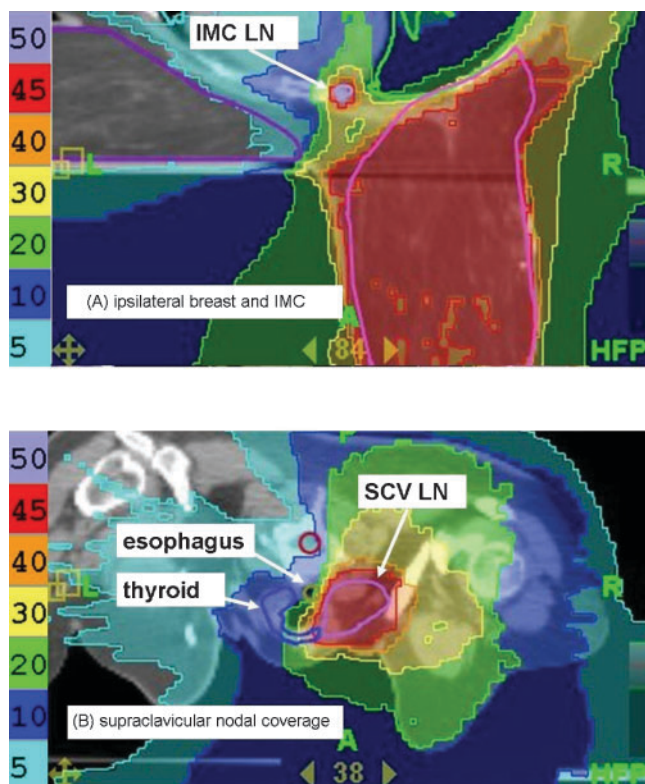 50
IMC LN
45
40
30
L
R
20
10
(A) ipsilateral breast and IMC
A
5
84
HFP
50
P
45
SCV LN
40
esophagus
L
thyroid
R
30
20
10
(B) supraclavicular nodal coverage
A
5
38
HFP